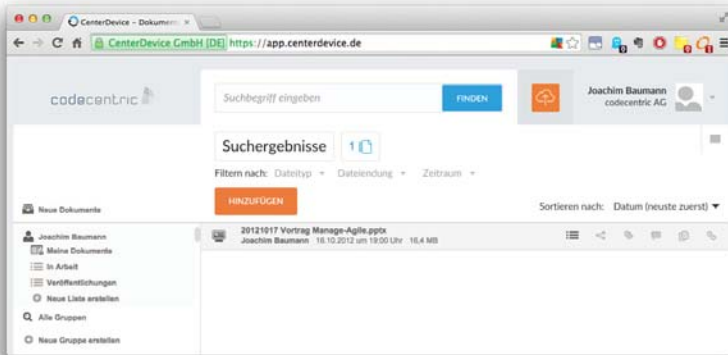 CenterDevice – Dokumen
CenterDevice GmbH [DE] https://app.centerdevice.de
codecentric
Suchbegriff eingeben
FINDEN
Joachim Baumann
codecentric AG
Suchergebnisse
1
Filtern nach: Dateityp Dateiendung Zeitraum
HINZUFÜGEN
Sortieren nach: Datum (neuste zuerst)
Neue Dokumente
Joachim Baumann
Meine Dokumente
In Arbeit
Veröffentlichungen
Neue Liste erstellen
Alle Gruppen
Neue Gruppe erstellen
20121017 Vortrag Manage-Agile.pptx
Joachim Baumann 18.10.2012 um 19:00 Uhr 16,4 MB